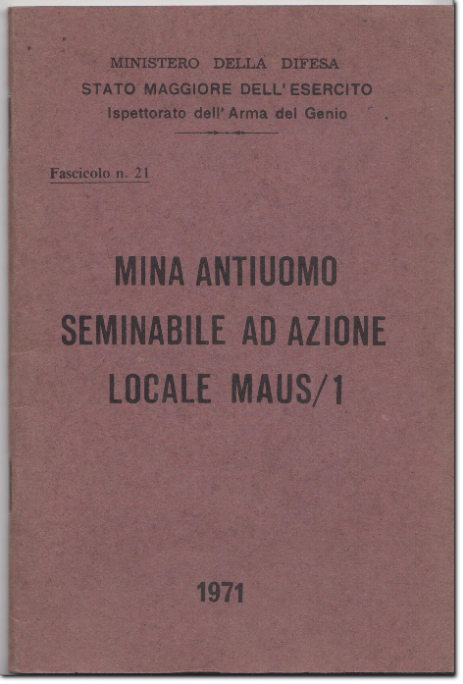 MINISTERO DELLA DIFESA
STATO MAGGIORE DELL'ESERCITO
Ispettorato dell'Arma del Genio
Fascicolo n. 21
MINA ANTIUOMO
SEMINABILE AD AZIONE
LOCALE MAUS/1
1971